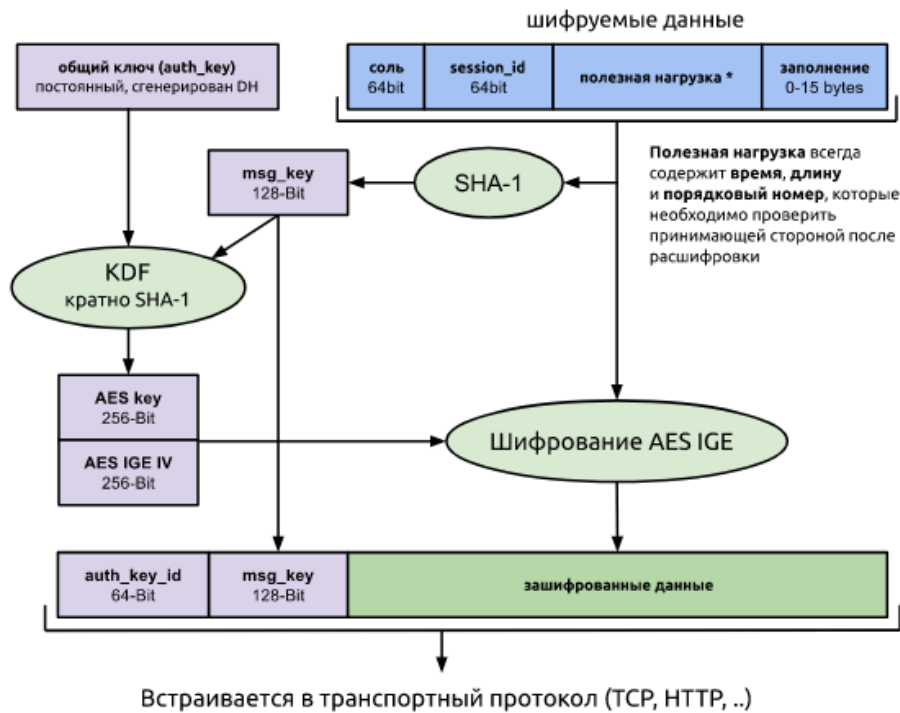 шифруемые данные
общий ключ (auth_key)
постоянный, сгенерирован DH
соль
64bit
session_id
64bit
полезная нагрузка *
заполнение
0-15 bytes
Полезная нагрузка всегда
содержит время, длину
и порядковый номер, которые
необходимо проверить
принимающей стороной после
расшифровки
msg_key
128-Bit
SHA-1
KDF
кратно SHA-1
AES key
256-Bit
AES IGE IV
256-Bit
Шифрование AES IGE
auth_key_id
64-Bit
msg_key
128-Bit
зашифрованные данные
Встраивается в транспортный протокол (TCP, HTTP, ..)